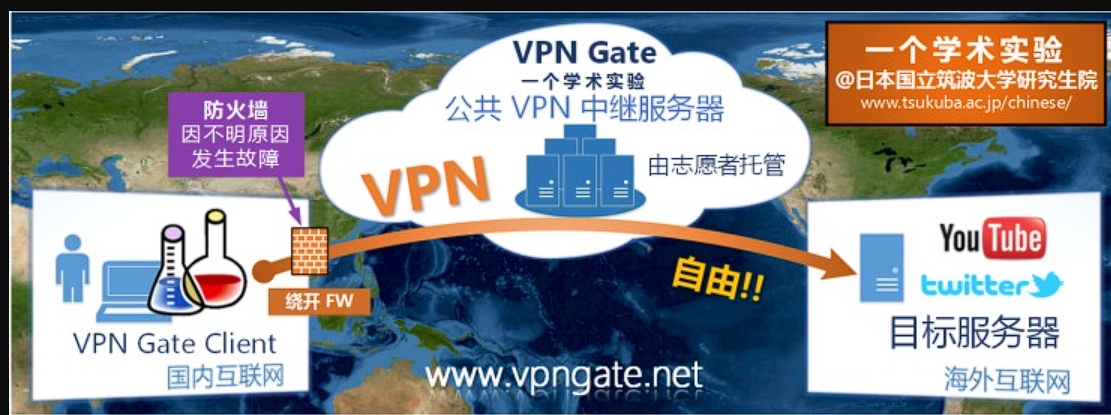 VPN Gate
一个学术实验
公共 VPN 中继服务器
由志愿者托管
一个学术实验
@日本国立筑波大学研究生院
www.tsukuba.ac.jp/chinese/
防火墙
因不明原因
发生故障
VPN
自由!!
绕开 FW
VPN Gate Client
国内互联网
www.vpngate.net
YouTube
twitter
目标服务器
海外互联网